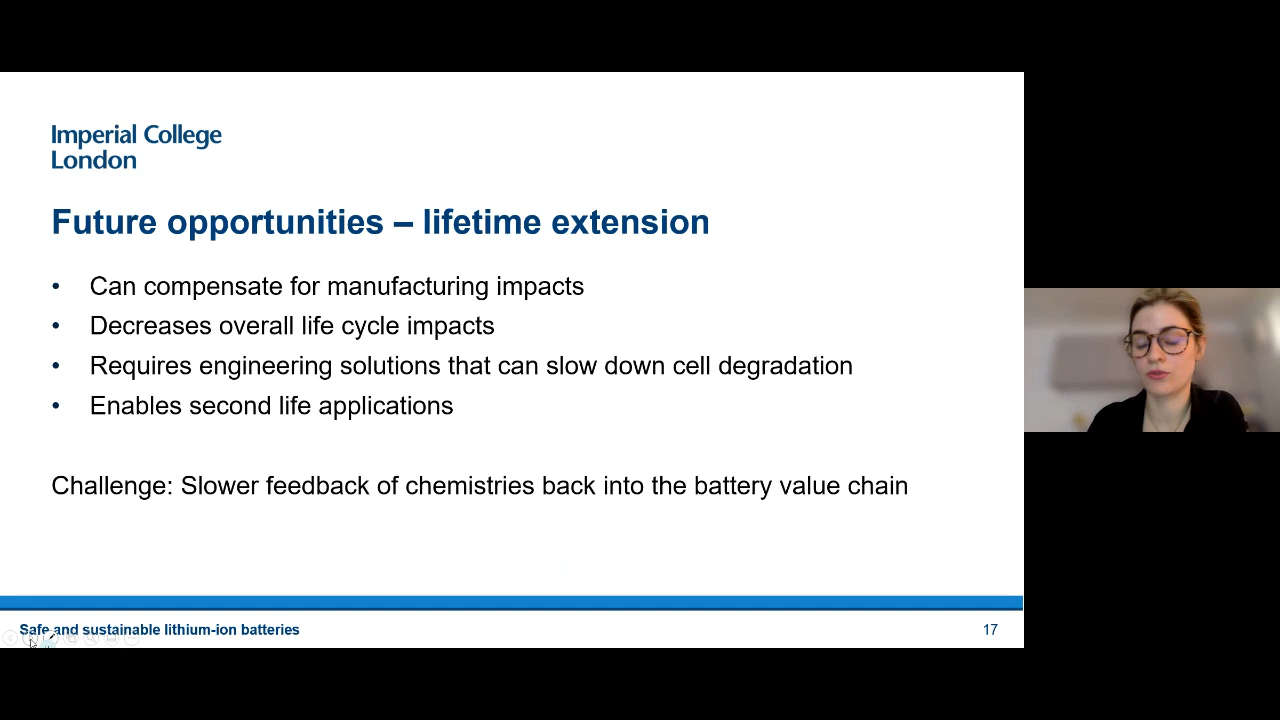 Imperial College
London
Future opportunities – lifetime extension
• Can compensate for manufacturing impacts
• Decreases overall life cycle impacts
• Requires engineering solutions that can slow down cell degradation
• Enables second life applications
Challenge: Slower feedback of chemistries back into the battery value chain
Safe and sustainable lithium-ion batteries
17